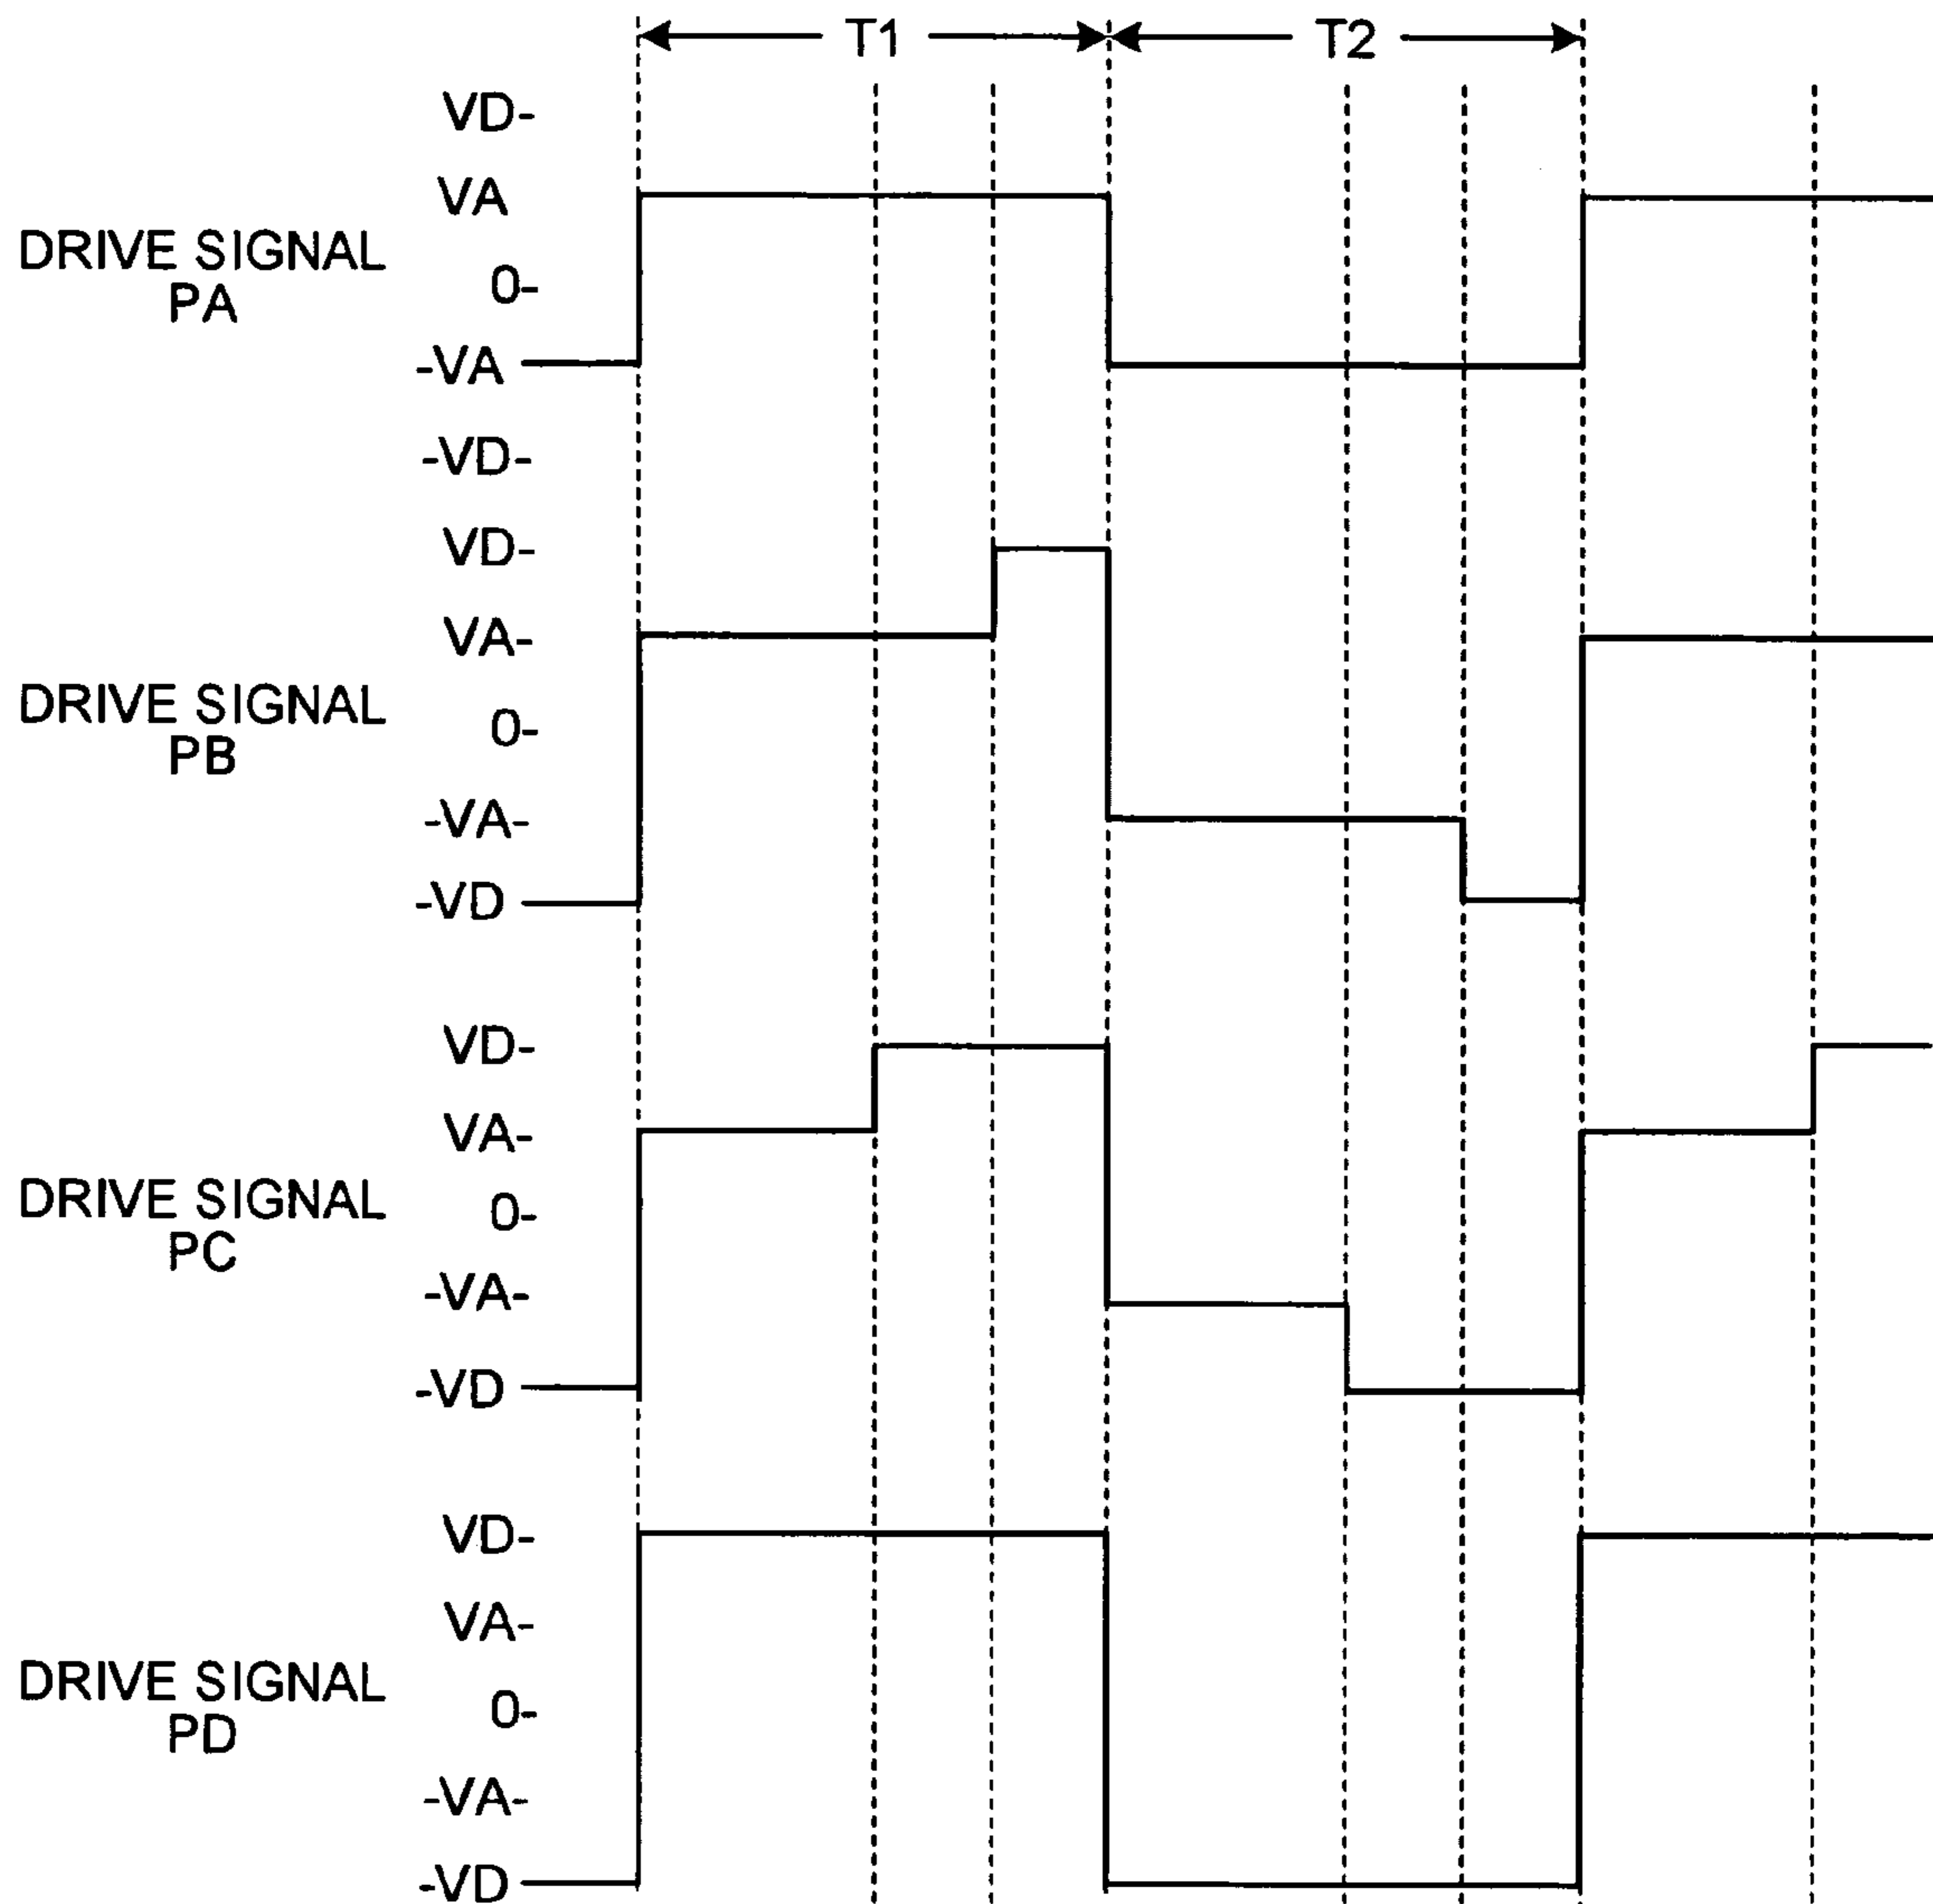 T1 T2
VD-
VA
DRIVE SIGNAL
PA
0-
-VA
-VD-
VD-
VA-
DRIVE SIGNAL
PB
0-
-VA-
-VD
VD-
VA-
DRIVE SIGNAL
PC
0-
-VA-
-VD
VD-
VA-
DRIVE SIGNAL
PD
0-
-VA-
-VD